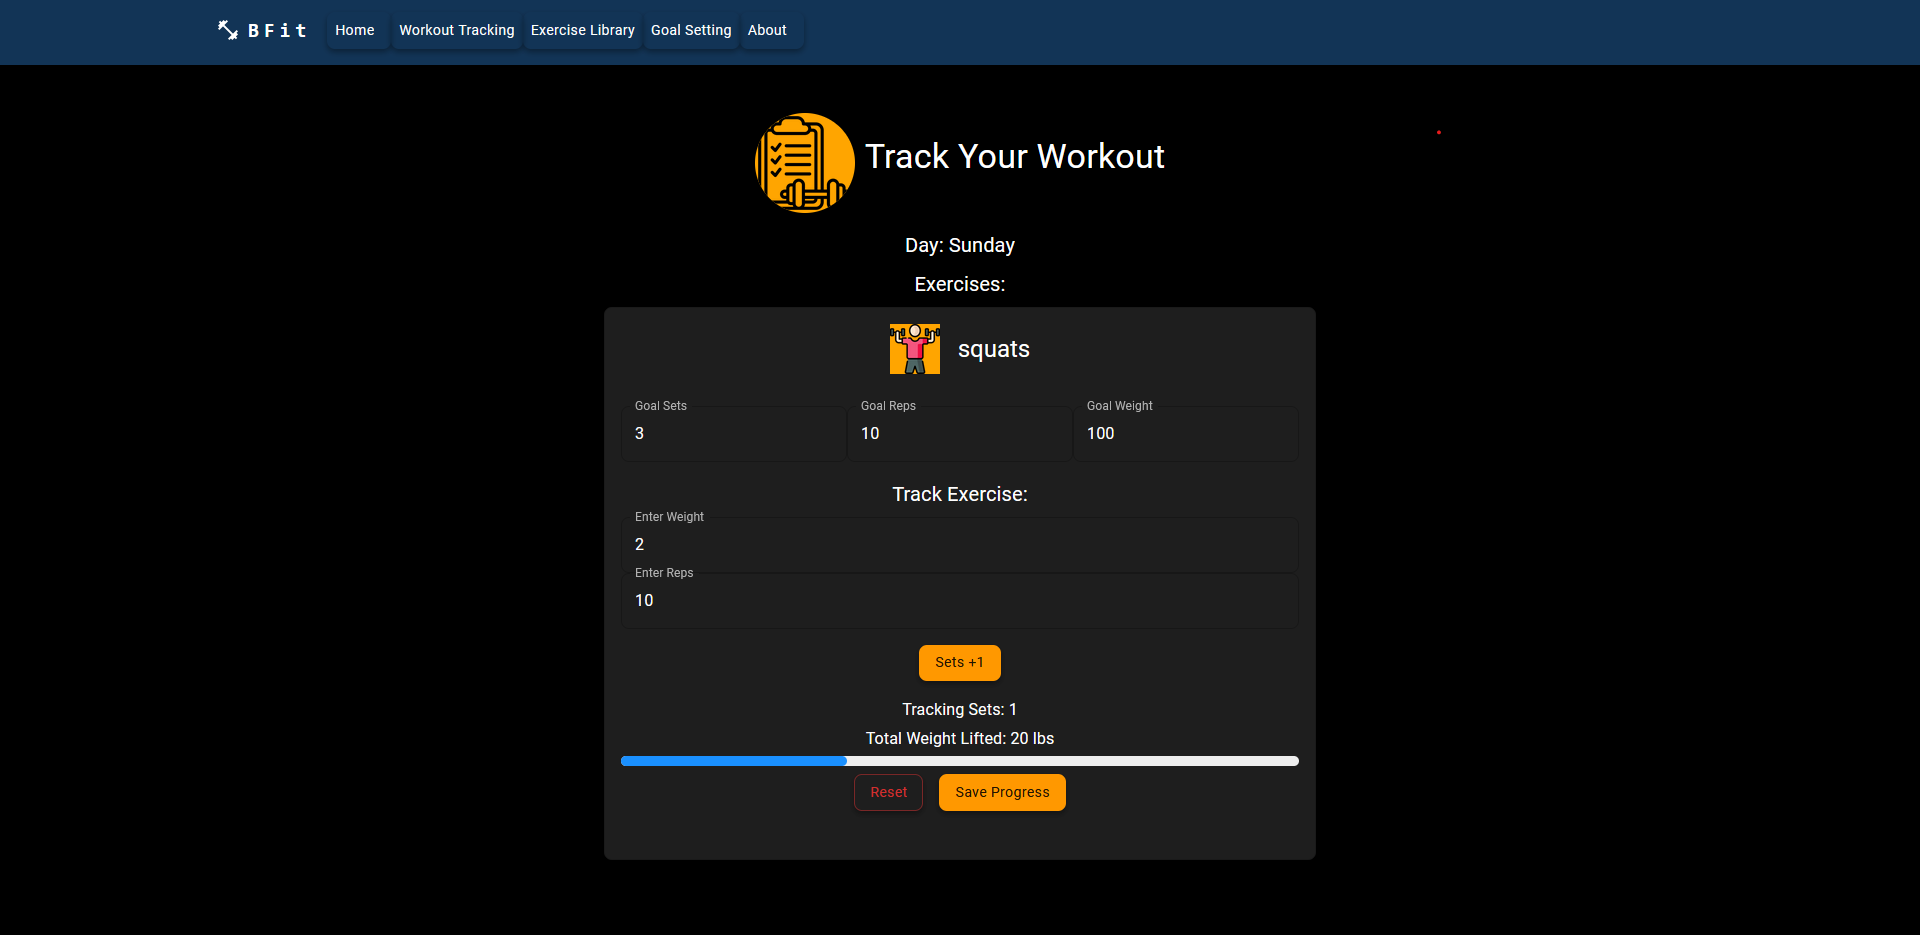 BFit Home Workout Tracking Exercise Library Goal Setting About
Track Your Workout
Day: Sunday
Exercises:
squats
Goal Sets Goal Reps Goal Weight
3 10 100
Track Exercise:
Enter Weight
2
Enter Reps
10
Sets +1
Tracking Sets: 1
Total Weight Lifted: 20 lbs
Reset Save Progress